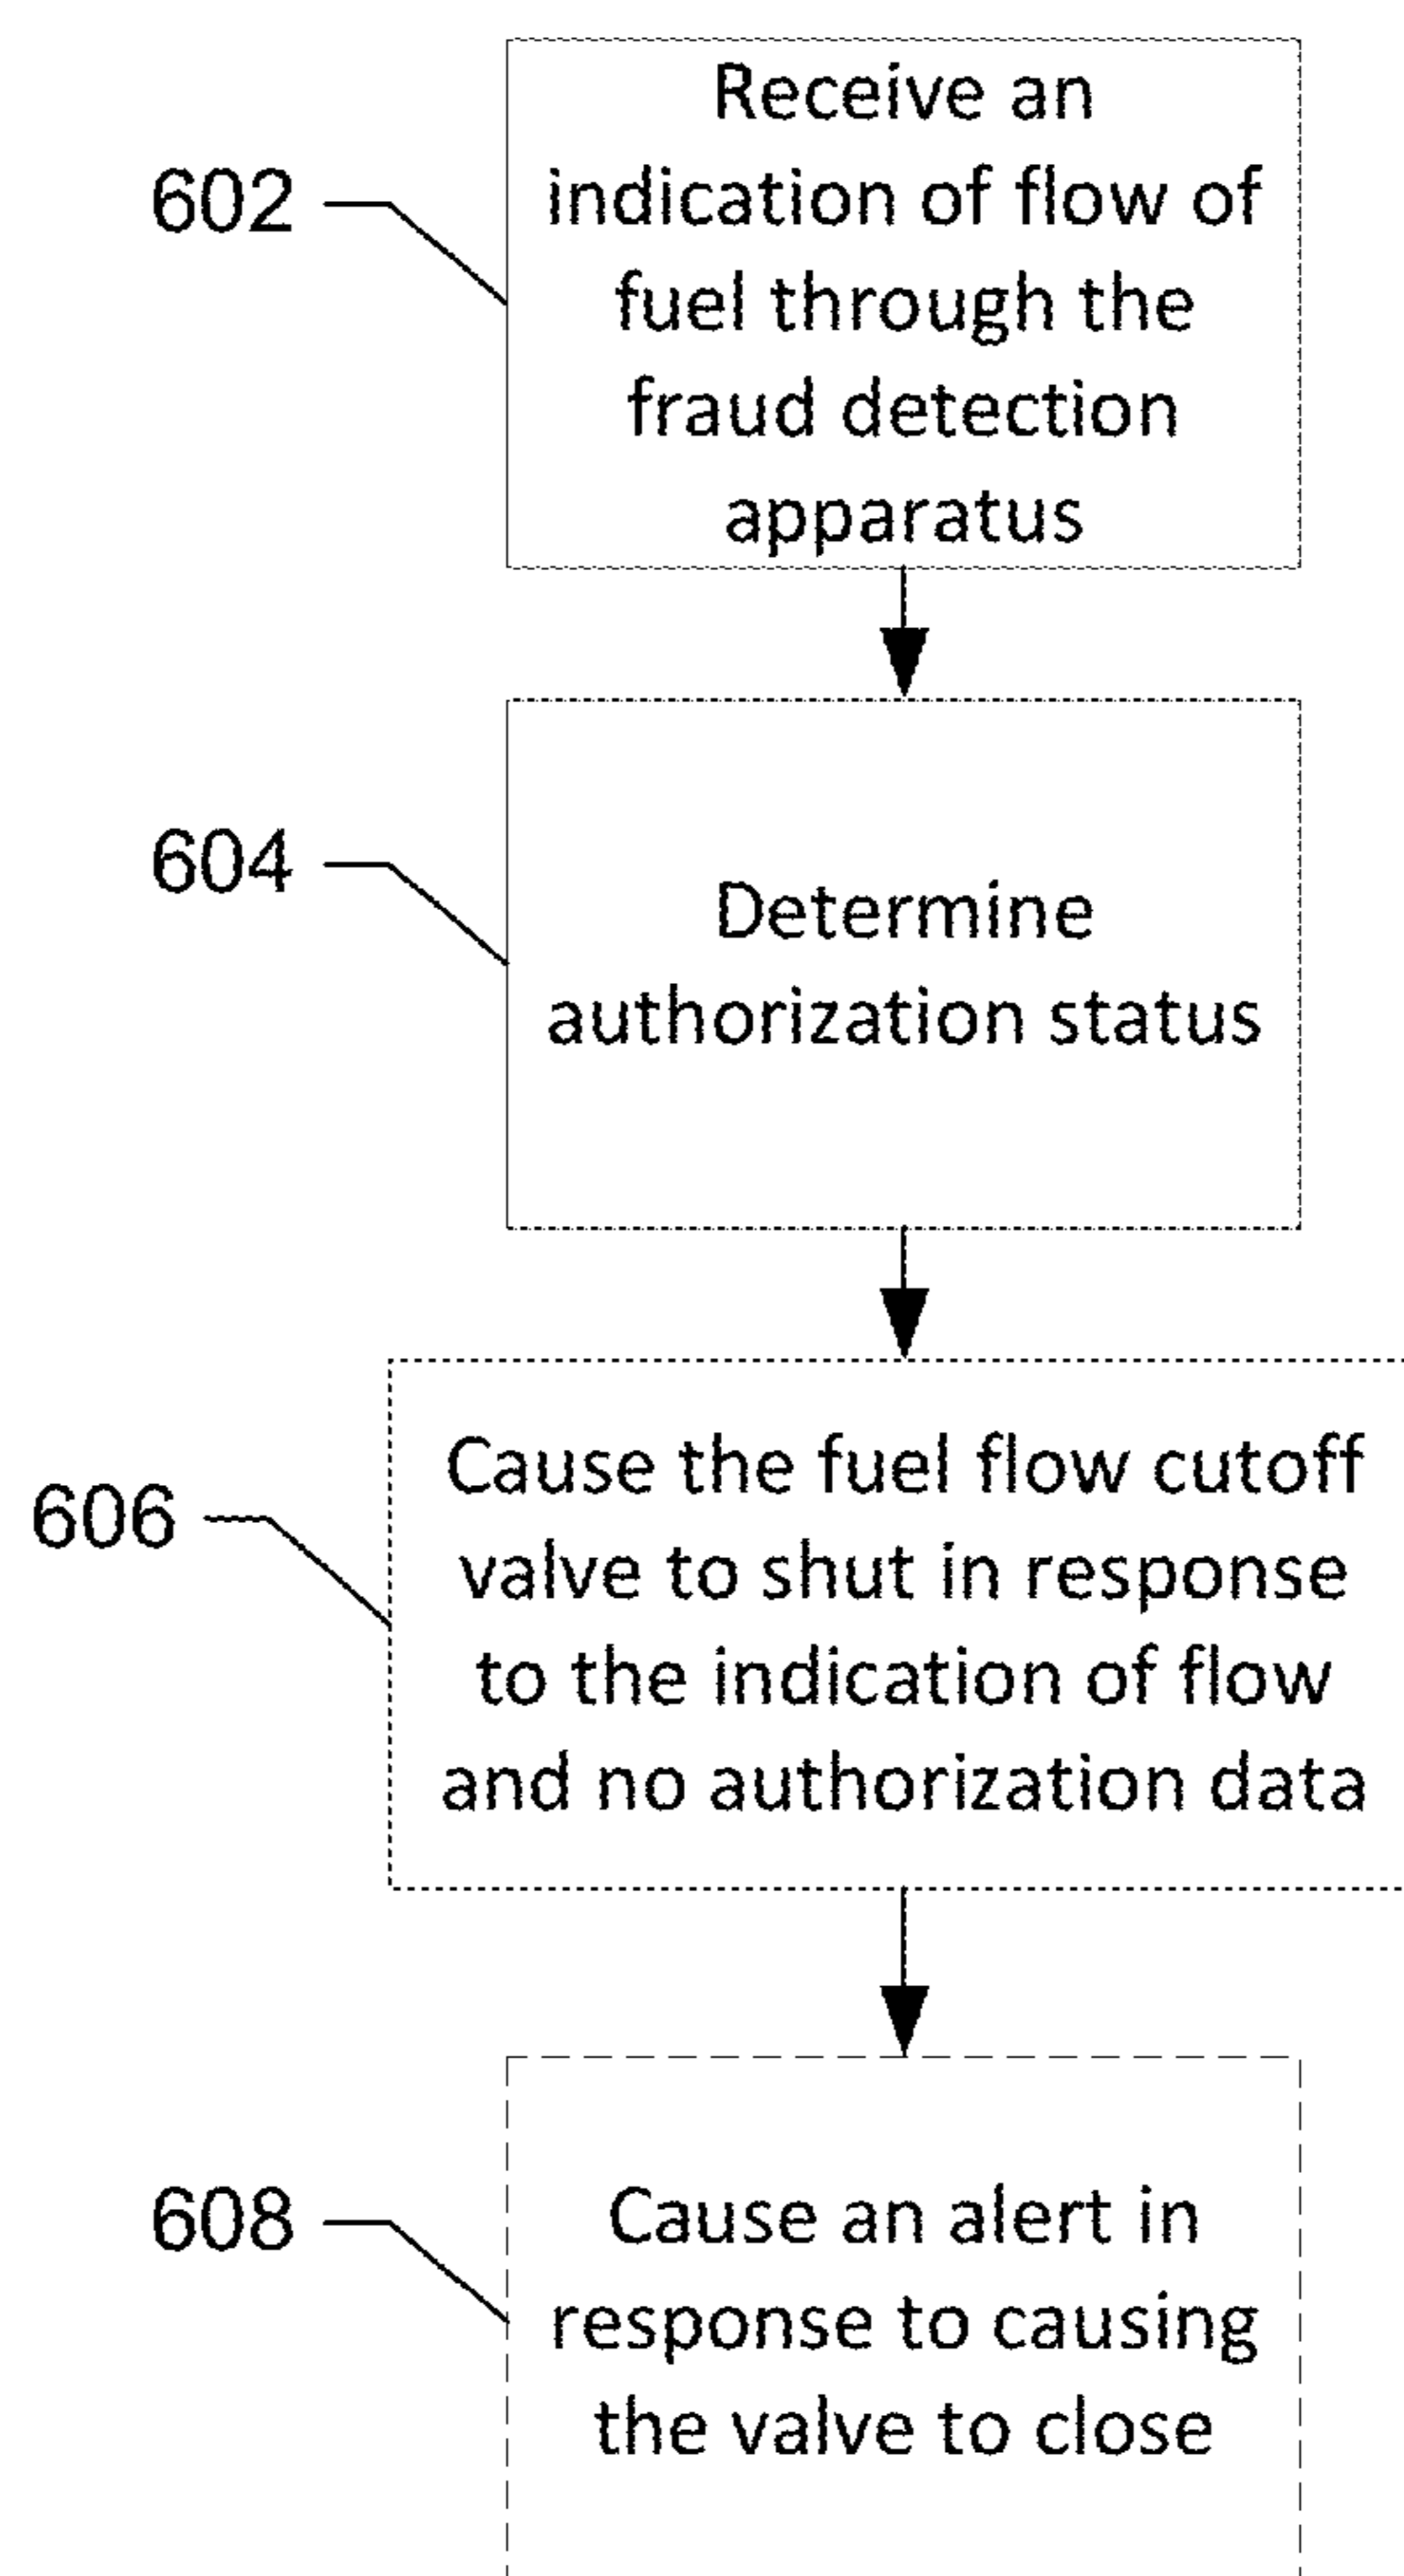 602
Receive an
indication of flow of
fuel through the
fraud detection
apparatus
604
Determine
authorization status
606
Cause the fuel flow cutoff
valve to shut in response
to the indication of flow
and no authorization data
608
Cause an alert in
response to causing
the valve to close